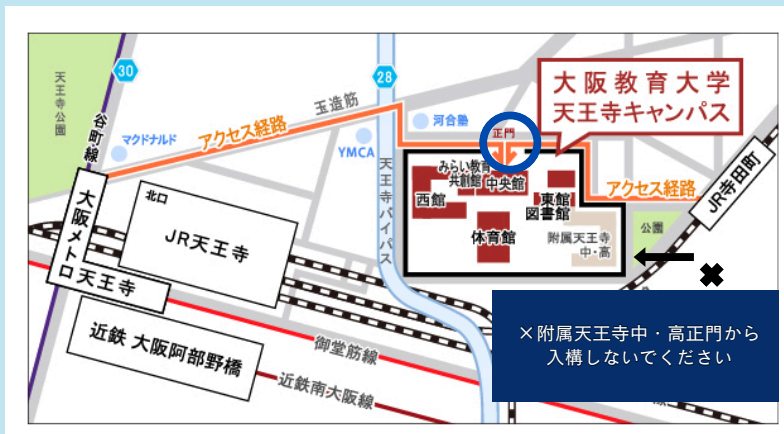 30
28
天王寺公園
谷町線
玉造筋
アクセス経路
マクドナルド
河合塾
YMCA
天王寺バイパス
大阪教育大学
天王寺キャンパス
正門
みらい教育
共創館
中央館
西館
東館
図書館
体育館
附属天王寺
中・高
アクセス経路
JR寺田町
公園
北口
JR天王寺
大阪メトロ
天王寺
近鉄 大阪阿部野橋
御堂筋線
近鉄南大阪線
×附属天王寺中・高正門から
入構しないでください